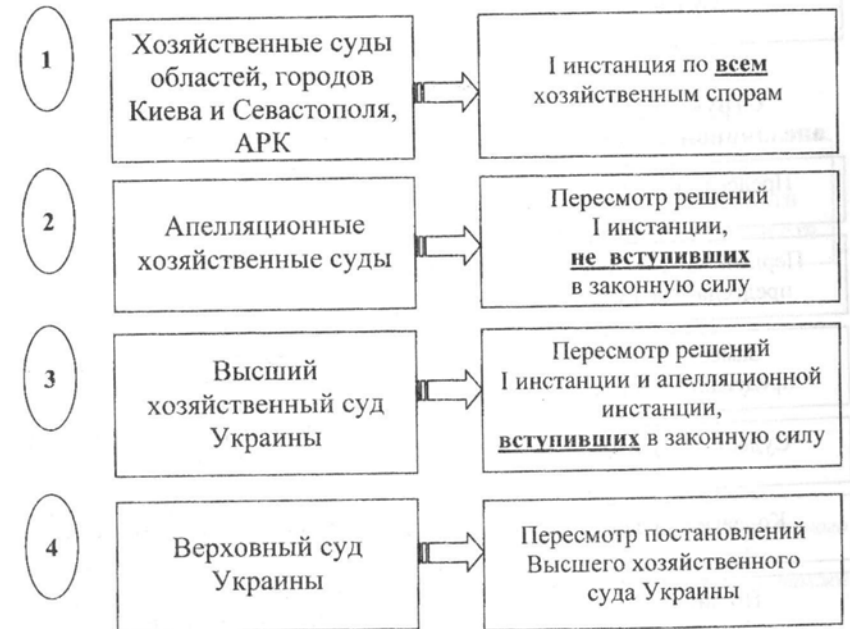 1
Хозяйственные суды
областей, городов
Киева и Севастополя,
АРК
I инстанция по всем
хозяйственным спорам
2
Апелляционные
хозяйственные суды
Пересмотр решений
I инстанции,
не вступивших
в законную силу
3
Высший
хозяйственный суд
Украины
Пересмотр решений
I инстанции и апелляционной
инстанции,
вступивших в законную силу
4
Верховный суд
Украины
Пересмотр постановлений
Высшего хозяйственного
суда Украины